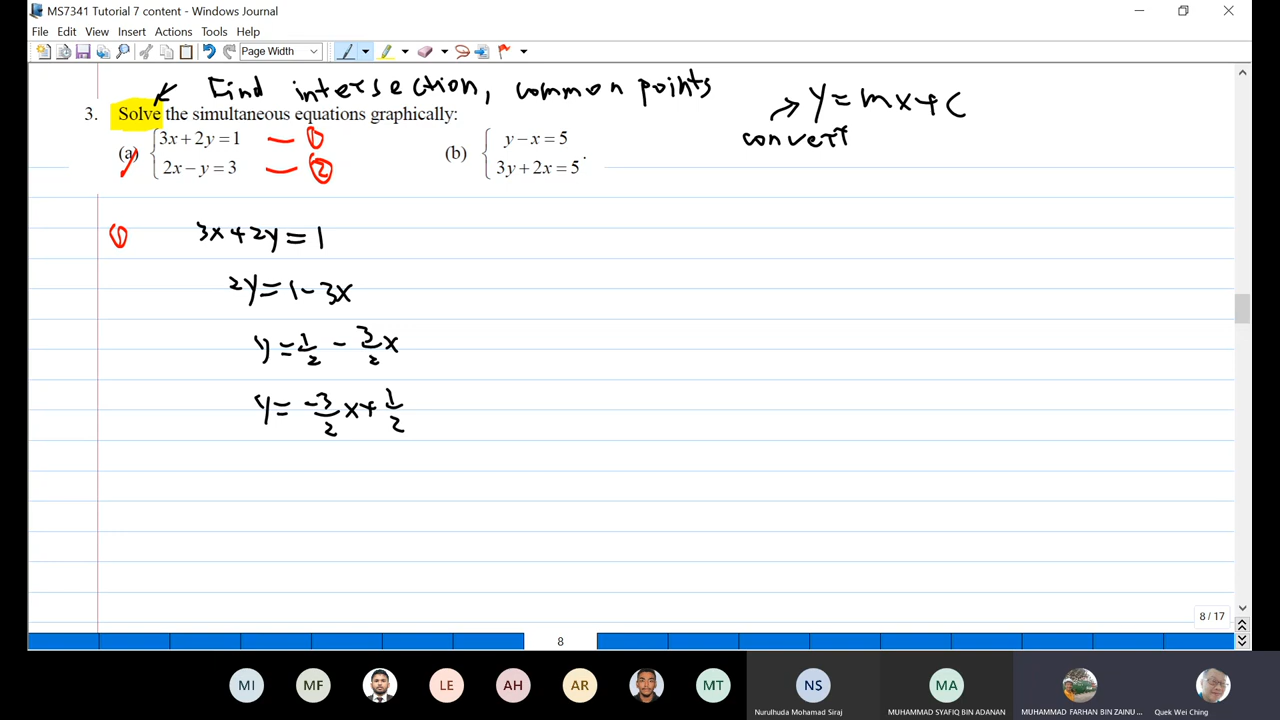 MS7341 Tutorial 7 content - Windows Journal
File Edit View Insert Actions Tools Help
Page Width
Find intersection, common points
→ y = mx + c
convert
3. Solve the simultaneous equations graphically:
(a) 3x + 2y = 1 — ①
2x − y = 3 — ②
(b) y − x = 5
3y + 2x = 5
① 3x + 2y = 1
2y = 1 − 3x
y = 1/2 − 3/2 x
y = −3/2 x + 1/2
8 / 17
8
MI MF LE AH AR MT NS MA
Nurulhuda Mohamad Siraj
MUHAMMAD SYAFIQ BIN ADANAN
MUHAMMAD FARHAN BIN ZAINU ...
Quek Wei Ching